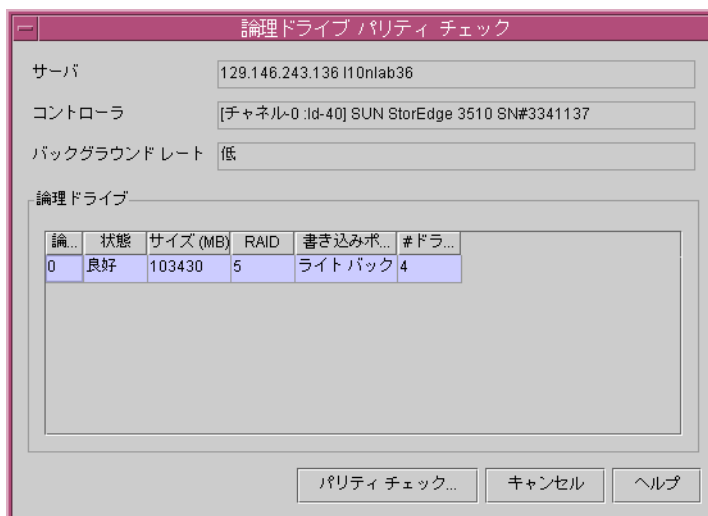 論理ドライブ パリティ チェック
サーバ 129.146.243.136 l10nlab36
コントローラ [チャネル-0 :Id-40] SUN StorEdge 3510 SN#3341137
バックグラウンド レート 低
論理ドライブ
論... 状態 サイズ (MB) RAID 書き込みポ... #ドラ...
0 良好 103430 5 ライト バック 4
パリティ チェック... キャンセル ヘルプ